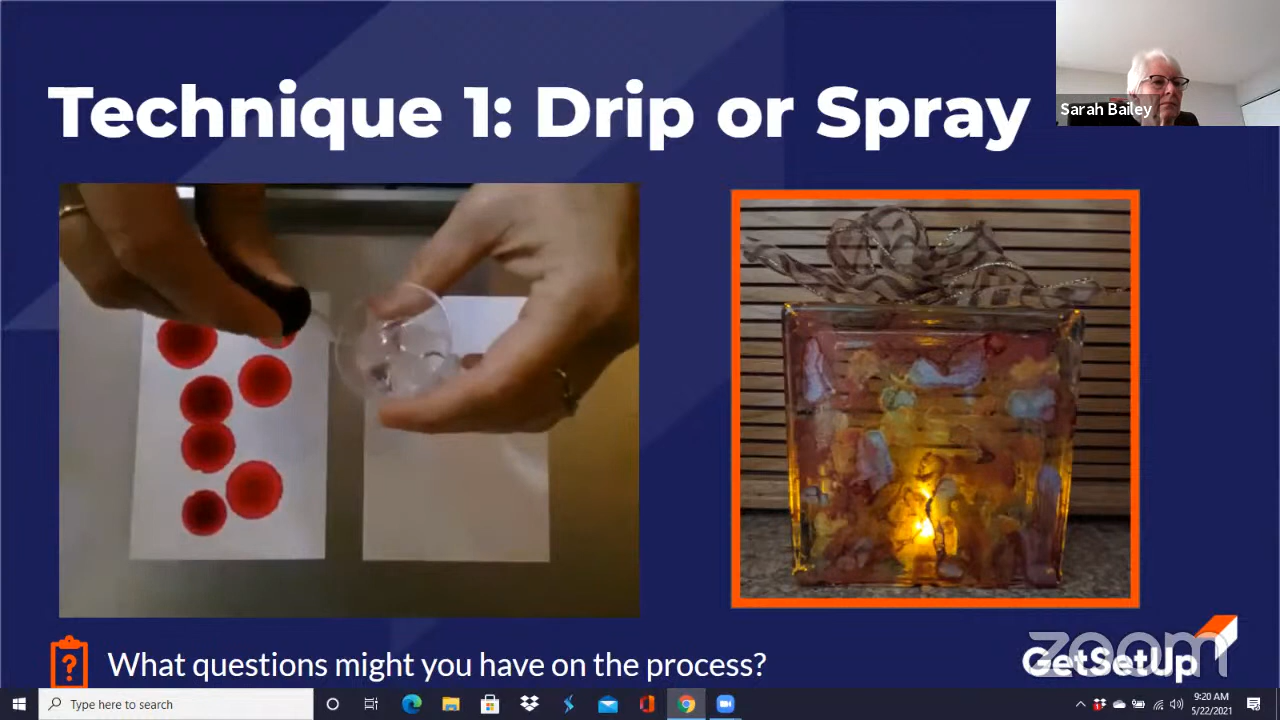 Technique 1: Drip or Spray
Sarah Bailey
What questions might you have on the process?
zoom
GetSetUp
Type here to search
9:20 AM
5/22/2021